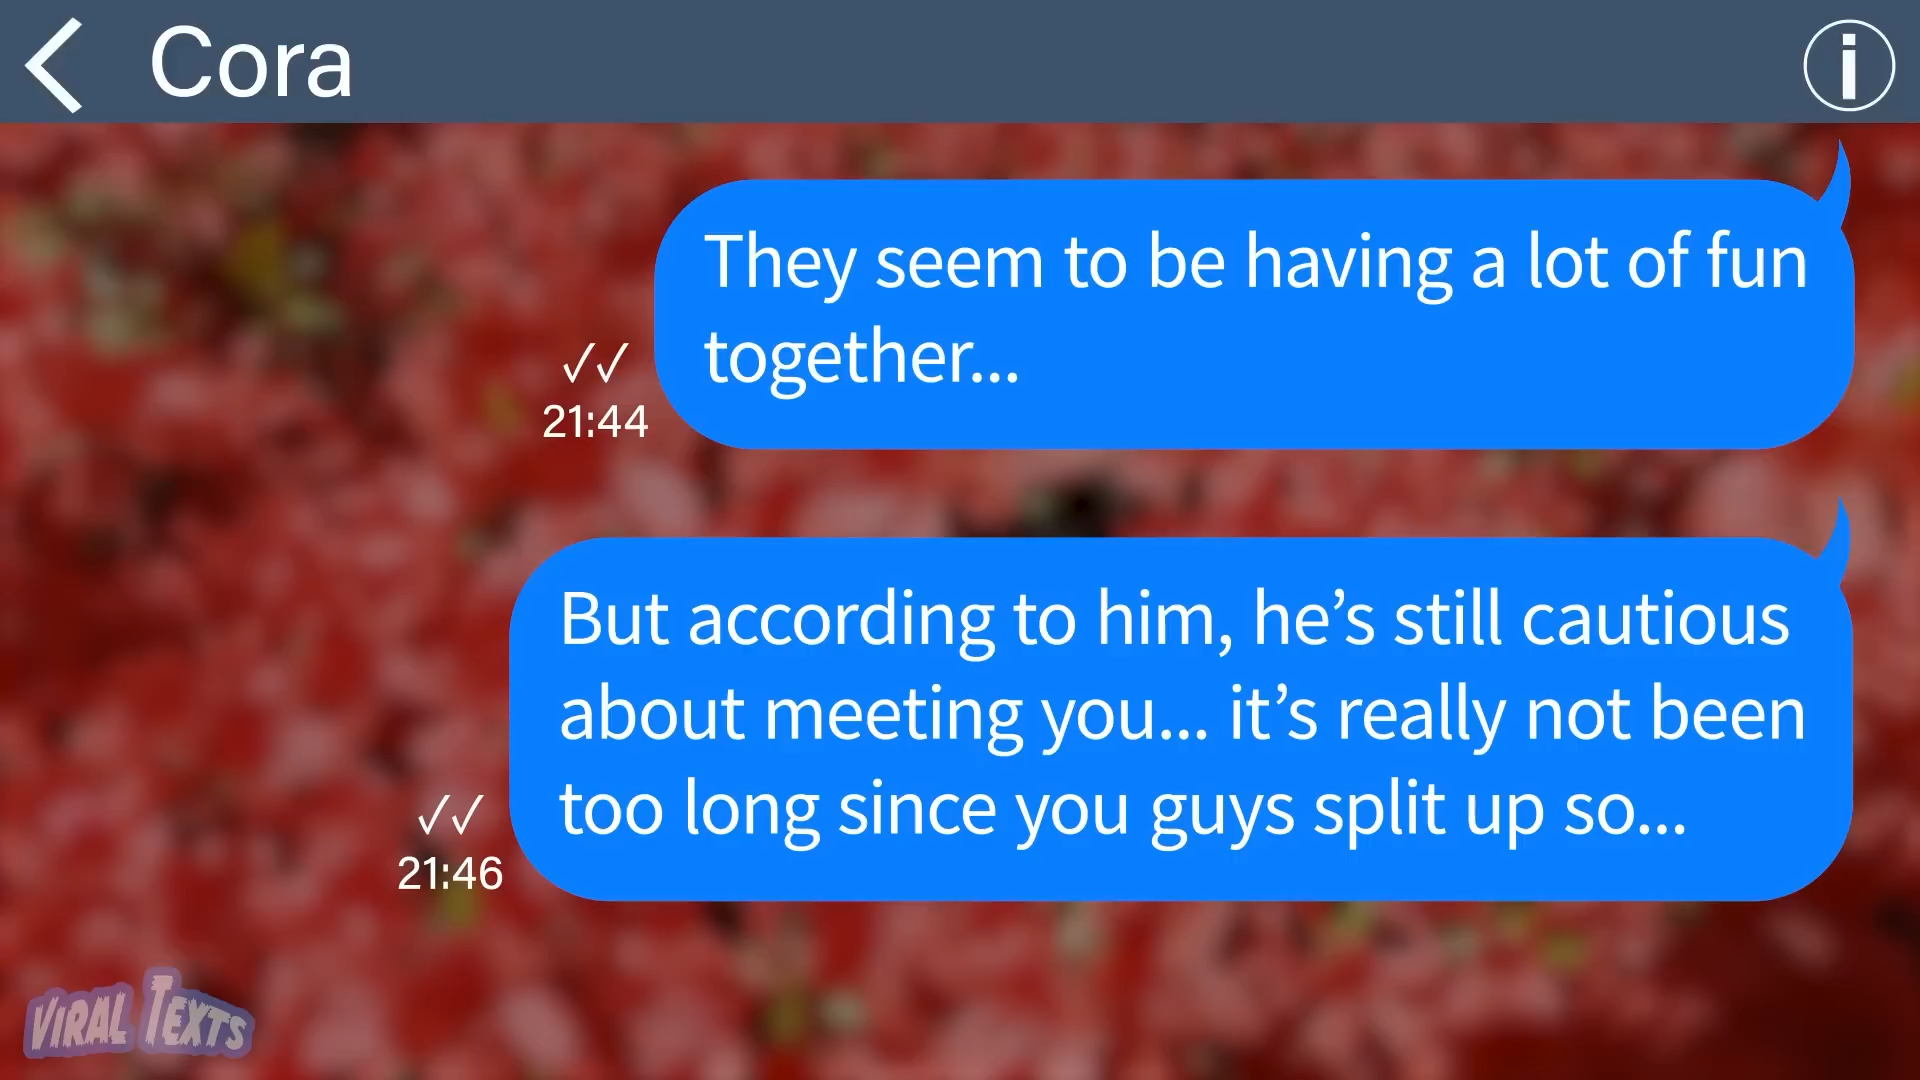 Cora
They seem to be having a lot of fun
together...
✓✓
21:44
But according to him, he’s still cautious
about meeting you... it’s really not been
too long since you guys split up so...
✓✓
21:46
VIRAL TEXTS